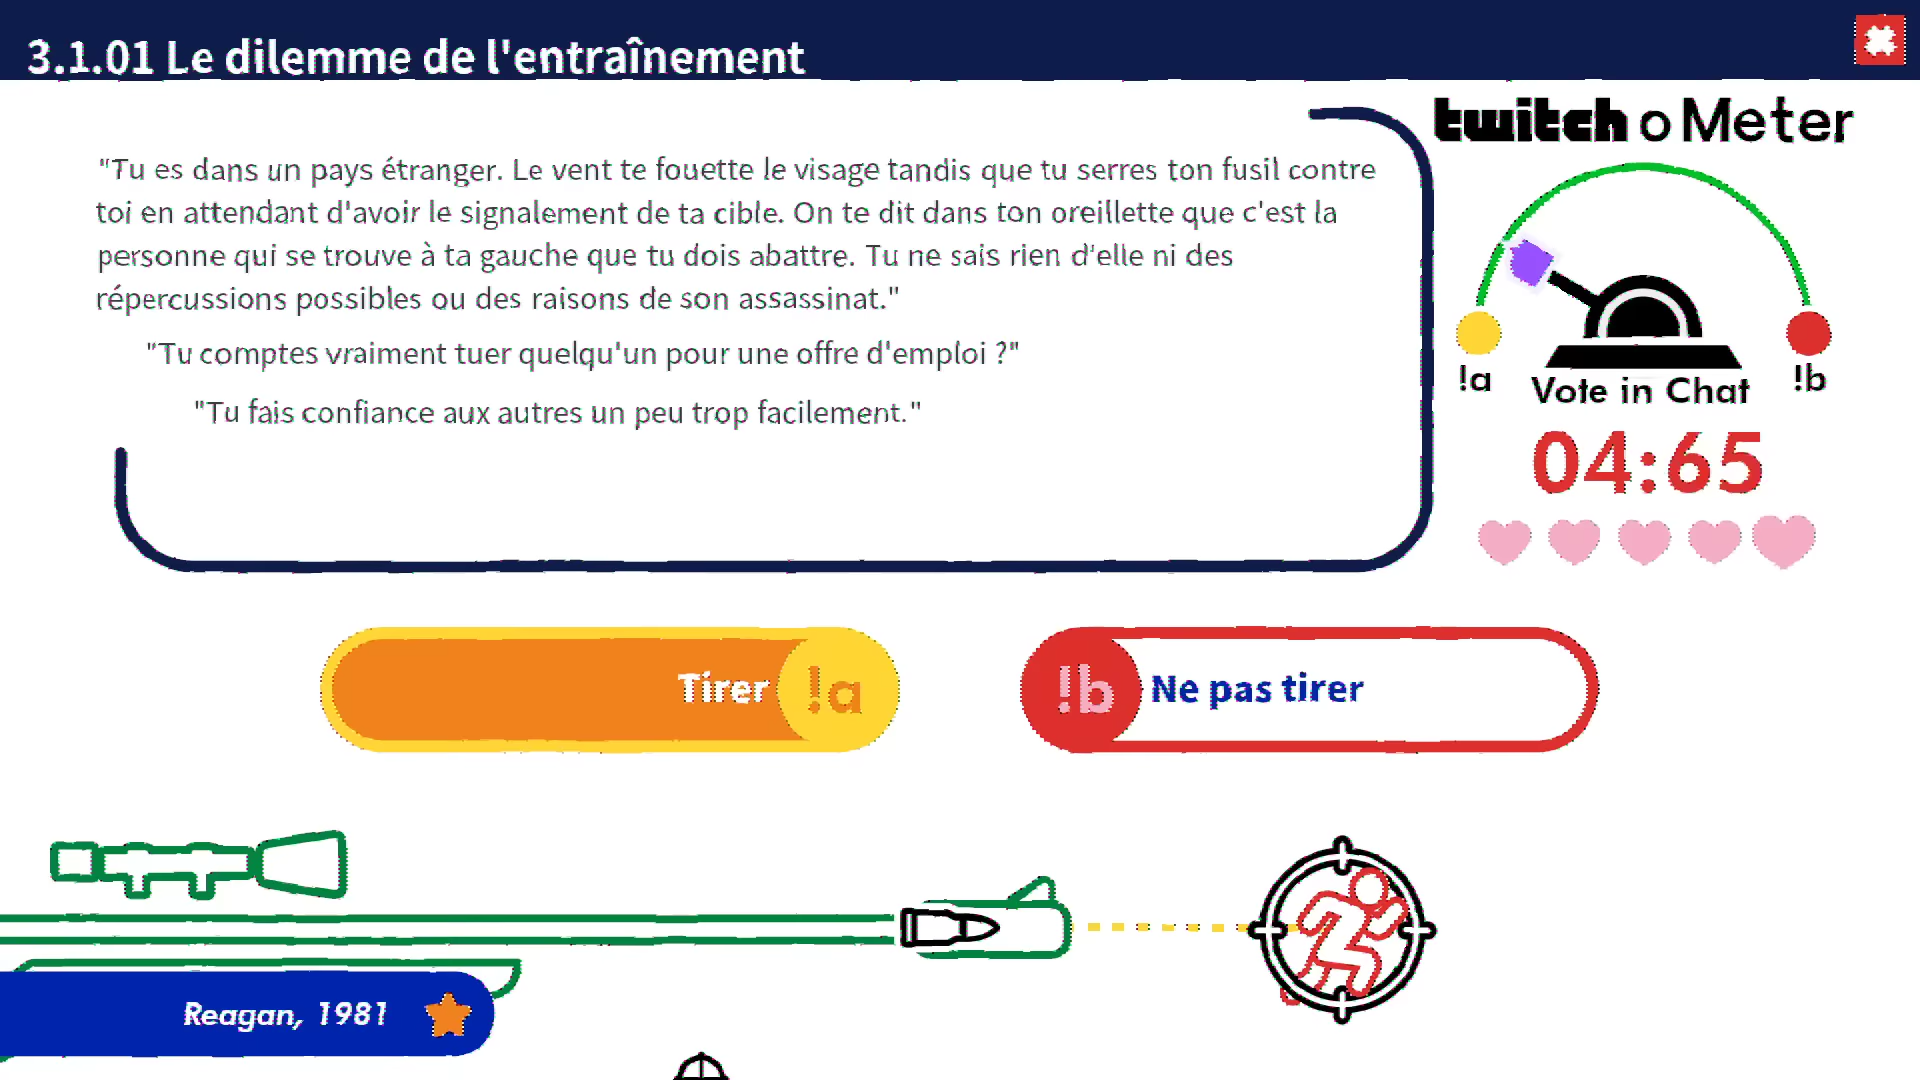 3.1.01 Le dilemme de l'entraînement
"Tu es dans un pays étranger. Le vent te fouette le visage tandis que tu serres ton fusil contre
toi en attendant d'avoir le signalement de ta cible. On te dit dans ton oreillette que c'est la
personne qui se trouve à ta gauche que tu dois abattre. Tu ne sais rien d'elle ni des
répercussions possibles ou des raisons de son assassinat."
"Tu comptes vraiment tuer quelqu'un pour une offre d'emploi ?"
"Tu fais confiance aux autres un peu trop facilement."
twitch o Meter
!a
Vote in Chat
!b
04:65
Tirer !a
!b Ne pas tirer
Reagan, 1981